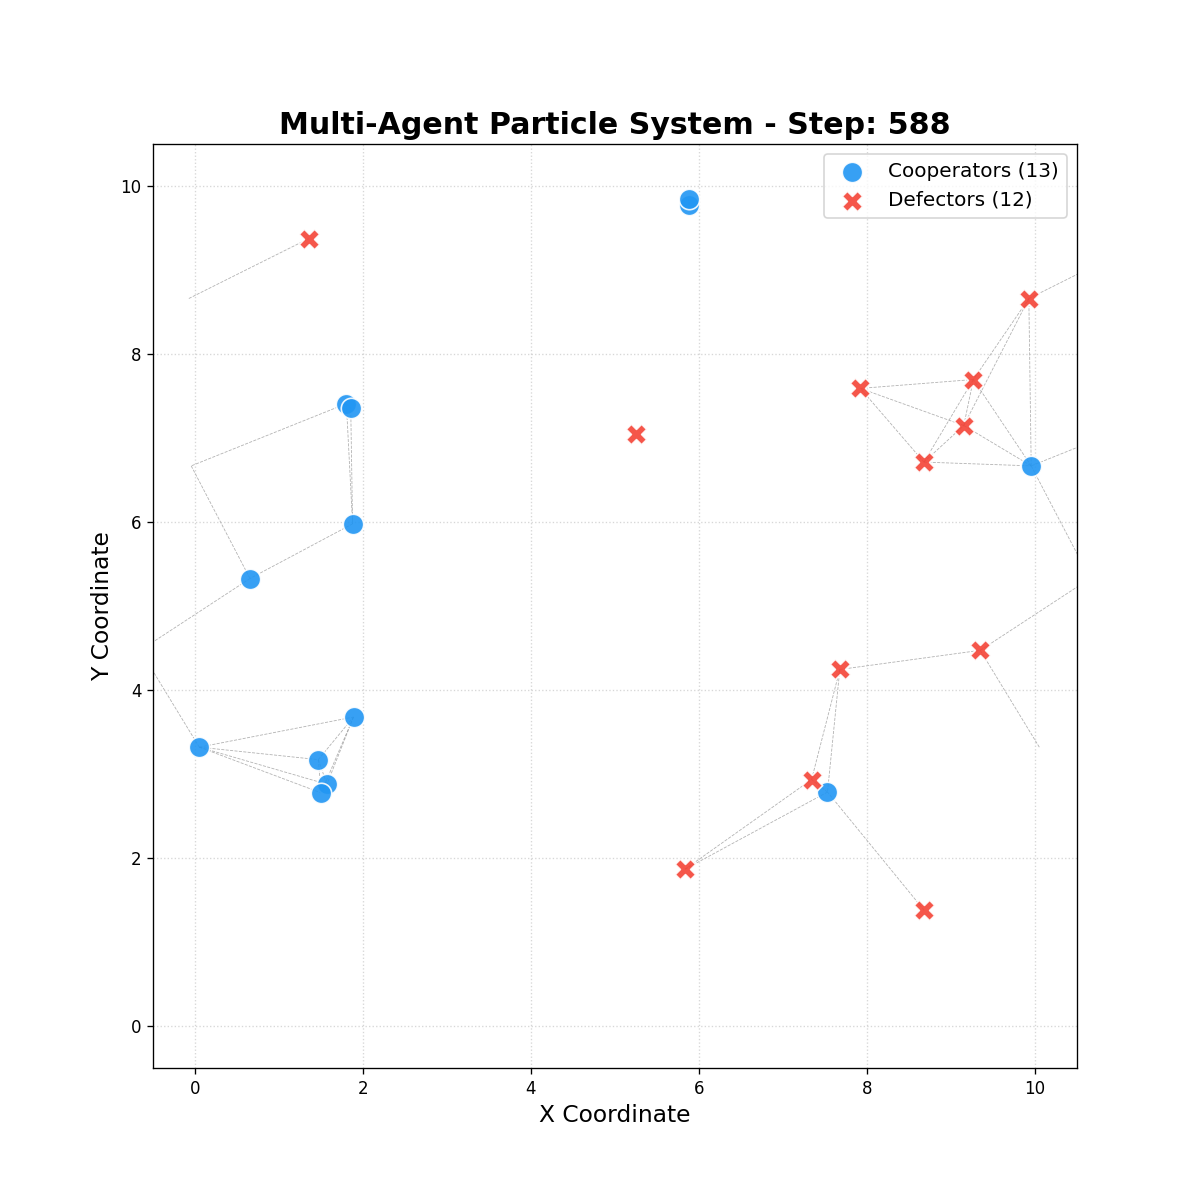 Multi-Agent Particle System - Step: 588
Cooperators (13)
Defectors (12)
10
8
6
4
2
0
Y Coordinate
0 2 4 6 8 10
X Coordinate